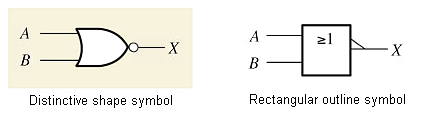 A
B
X
Distinctive shape symbol
A
B
≥1
X
Rectangular outline symbol